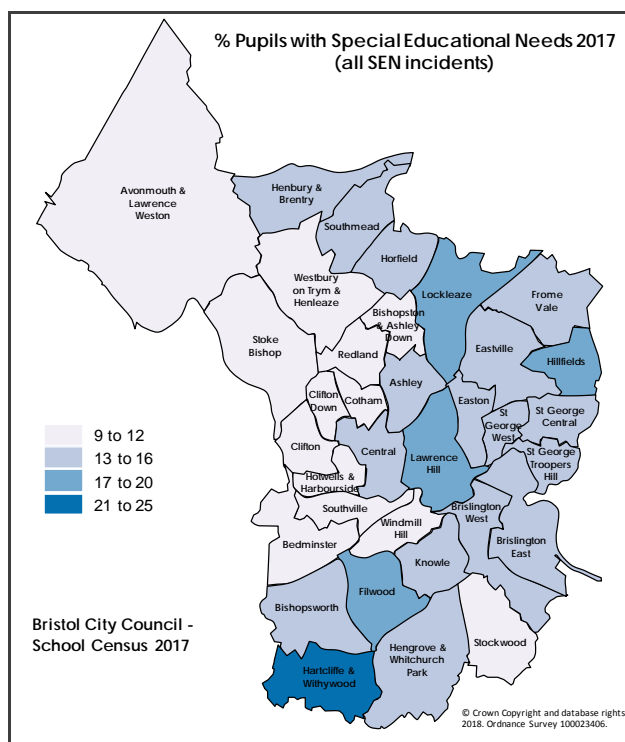 % Pupils with Special Educational Needs 2017
(all SEN incidents)
Avonmouth &
Lawrence
Weston
Henbury &
Brentry
Southmead
Horfield
Westbury
on Trym &
Henleaze
Lockleaze
Frome
Vale
Bishopston
& Ashley
Down
Stoke
Bishop
Redland
Eastville
Hillfields
Ashley
Clifton
Down
Cotham
Easton
St
George
West
St George
Central
Clifton
Central
Lawrence
Hill
St George
Troopers
Hill
Hotwells &
Harbourside
Southville
Windmill
Hill
Brislington
West
Bedminster
Brislington
East
Knowle
Filwood
Bishopsworth
Stockwood
Hengrove &
Whitchurch
Park
Hartcliffe &
Withywood
9 to 12
13 to 16
17 to 20
21 to 25
Bristol City Council -
School Census 2017
© Crown Copyright and database rights
2018. Ordnance Survey 100023406.